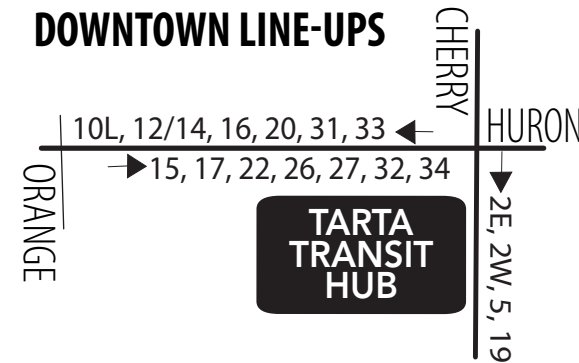 DOWNTOWN LINE-UPS
CHERRY
10L, 12/14, 16, 20, 31, 33
HURON
15, 17, 22, 26, 27, 32, 34
ORANGE
TARTA
TRANSIT
HUB
2E, 2W, 5, 19